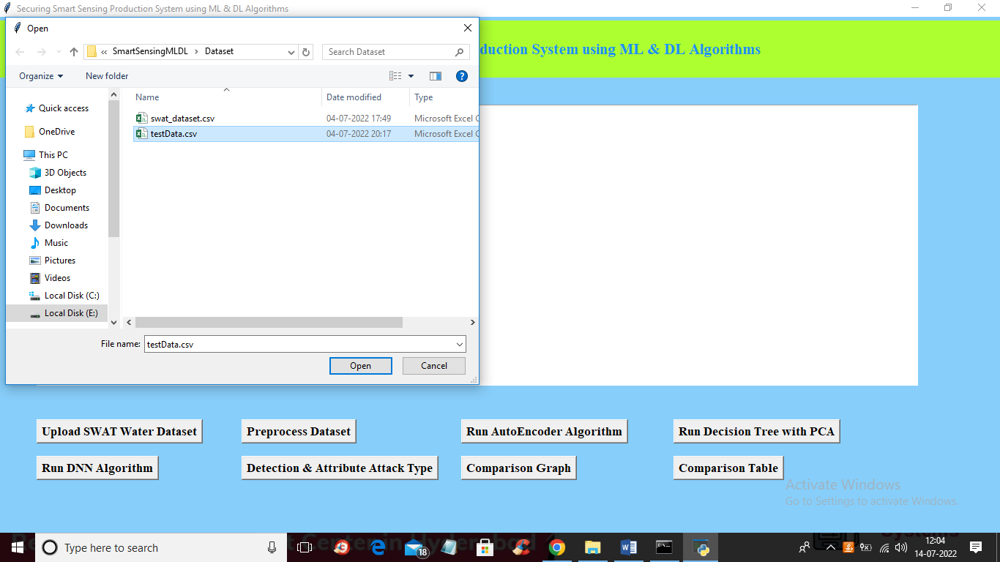 Securing Smart Sensing Production System using ML & DL Algorithms
Open
« SmartSensingMLDL > Dataset
Search Dataset
duction System using ML & DL Algorithms
Organize
New folder
Name
Date modified
Type
Quick access
swat_dataset.csv
04-07-2022 17:49
Microsoft Excel C
OneDrive
testData.csv
04-07-2022 20:17
Microsoft Excel C
This PC
3D Objects
Desktop
Documents
Downloads
Music
Pictures
Videos
Local Disk (C:)
Local Disk (E:)
File name:
testData.csv
Open
Cancel
Upload SWAT Water Dataset
Preprocess Dataset
Run AutoEncoder Algorithm
Run Decision Tree with PCA
Run DNN Algorithm
Detection & Attribute Attack Type
Comparison Graph
Comparison Table
Activate Windows
Go to Settings to activate Windows.
Type here to search
18
12:04
14-07-2022